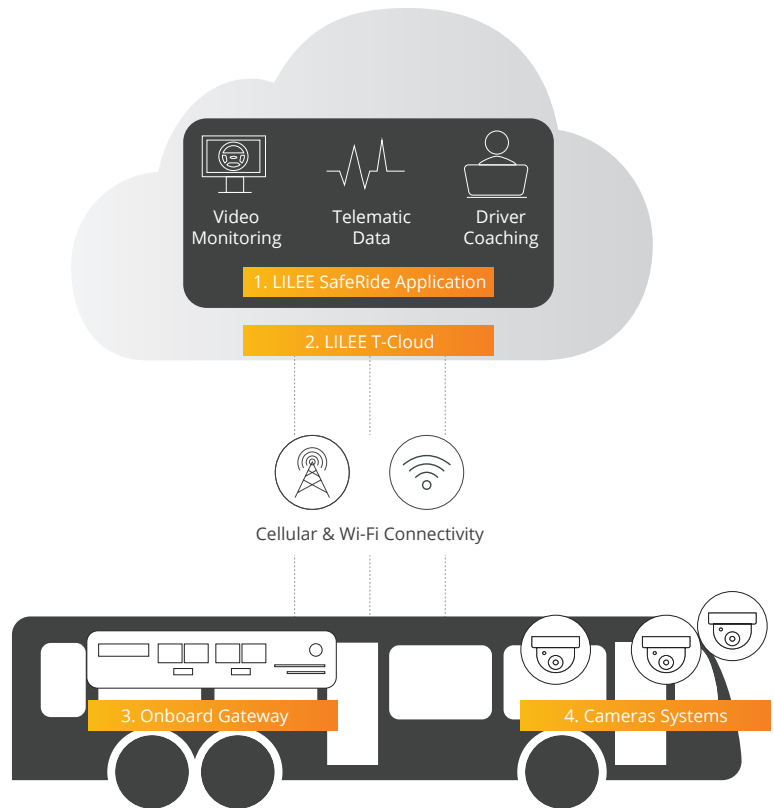 Video
Monitoring
Telematic
Data
Driver
Coaching
1. LILEE SafeRide Application
2. LILEE T-Cloud
Cellular & Wi-Fi Connectivity
3. Onboard Gateway
4. Cameras Systems